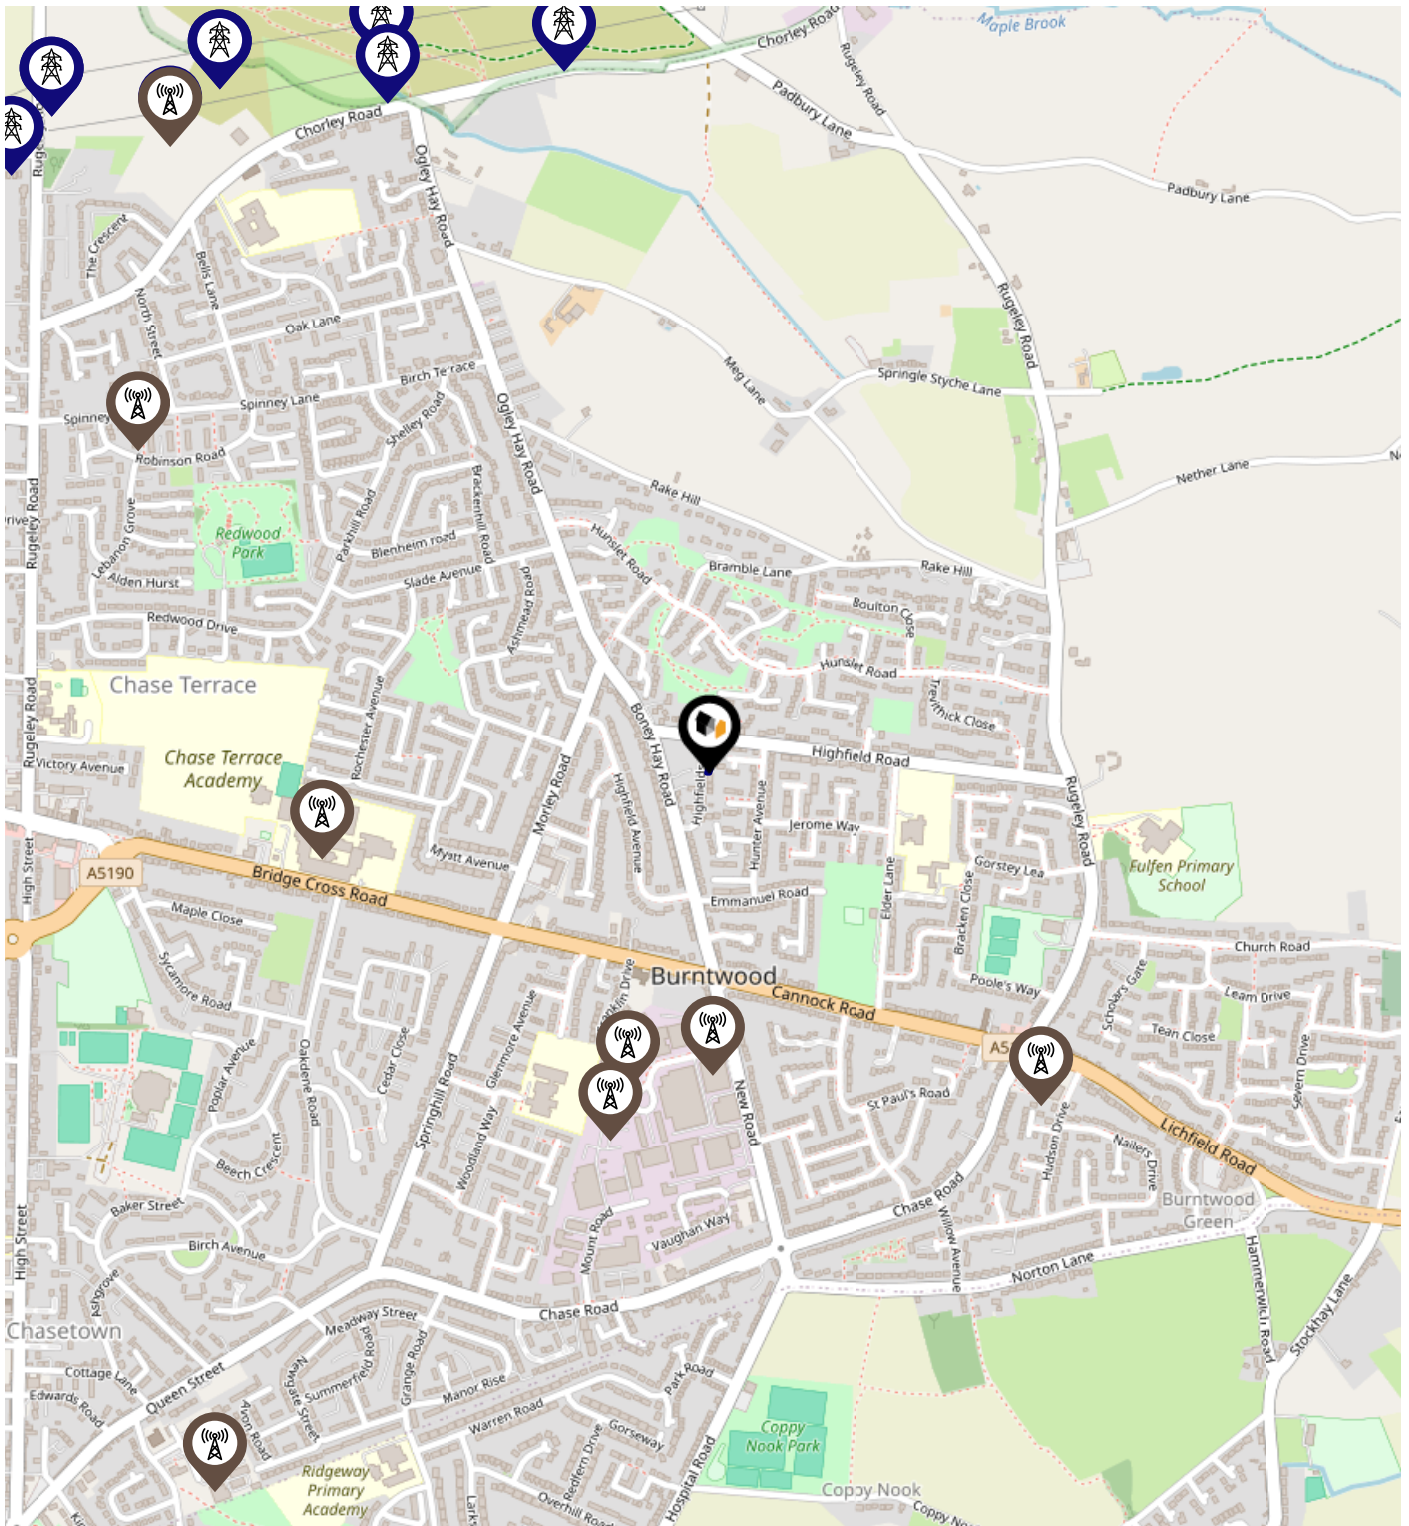 Maple Brook
Chorley Road
Rugeley Road
Padbury Lane
Chorley Road
Ogley Hay Road
Padbury Lane
The Crescent
Bells Lane
North Street
Oak Lane
Rugeley Road
Birch Terrace
Meg Lane
Springle Styche Lane
Spinney
Spinney Lane
Shelley Road
Ogley Hay Road
Robinson Road
Nether Lane
Rake Hill
Rugeley Road
Brackenhill Road
Parkhill Road
Lebanon Grove
Redwood
Park
Blenheim road
Hunslet Road
Bramble Lane
Rake Hill
Alden Hurst
Slade Avenue
Ashmead Road
Boulton Close
Redwood Drive
Hunslet Road
Chase Terrace
Rugeley Road
Rochester Avenue
Trevithick Close
Boney Hay Road
Chase Terrace
Academy
Victory Avenue
Highfield Road
Morley Road
Highfield Avenue
Highfield
Hunter Avenue
Rugeley Road
Jerome Way
High Street
A5190
Bridge Cross Road
Myatt Avenue
Elder Lane
Gorstey Lea
Fulfen Primary
School
Emmanuel Road
Bracken Close
Maple Close
Church Road
Sycamore Road
Burntwood
Cannock Road
Poole's Way
Scholars Gate
Leam Drive
Tean Close
Severn Drive
Glenmore Avenue
Cedar Close
Oakdene Road
Poplar Avenue
Springhill Road
Woodland Way
New Road
St Paul's Road
Hudson Drive
Nailers Drive
Lichfield Road
Beech Crescent
Baker Street
Birch Avenue
High Street
Chase Road
Willow Avenue
Burntwood
Green
Mount Road
Vaughan Way
Norton Lane
Hammerwich Road
Stockhay Lane
Ashgrove
Chase Road
Meadway Street
Chasetown
Cottage Lane
Queen Street
Newgate Street
Summerfield Road
Grange Road
Manor Rise
Park Road
Edwards Road
Avon Road
Warren Road
Gorseway
Redfern Drive
Coppy
Nook Park
Hospital Road
Ridgeway
Primary
Academy
Overhill Road
Coppy Nook